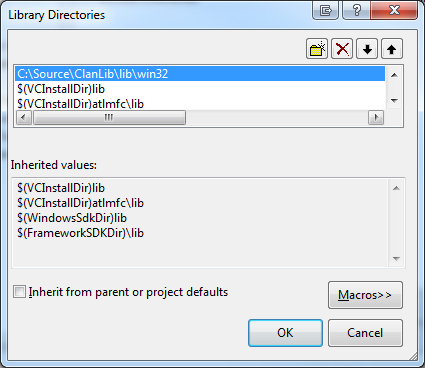 Library Directories
C:\Source\ClanLib\lib\win32
$(VCInstallDir)lib
$(VCInstallDir)atlmfc\lib
Inherited values:
$(VCInstallDir)lib
$(VCInstallDir)atlmfc\lib
$(WindowsSdkDir)lib
$(FrameworkSDKDir)\lib
Inherit from parent or project defaults
Macros>>
OK
Cancel